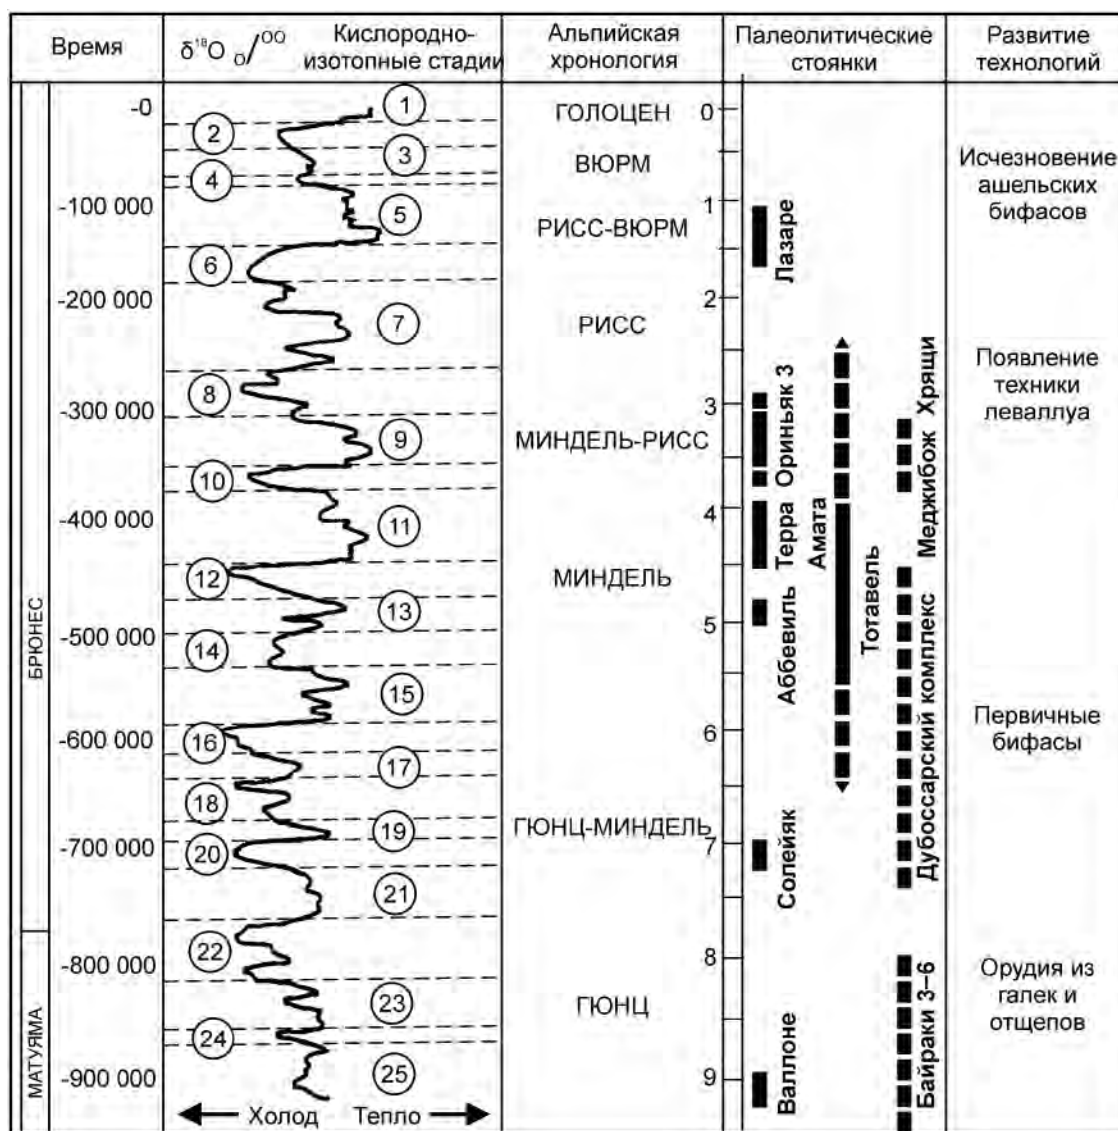 Время
δ¹⁸O о/оо
Кислородно-
изотопные стадии
Альпийская
хронология
Палеолитические
стоянки
Развитие
технологий
БРЮНЕС
МАТУЯМА
-0
-100 000
-200 000
-300 000
-400 000
-500 000
-600 000
-700 000
-800 000
-900 000
1
2
3
4
5
6
7
8
9
10
11
12
13
14
15
16
17
18
19
20
21
22
23
24
25
Холод Тепло
ГОЛОЦЕН
ВЮРМ
РИСС-ВЮРМ
РИСС
МИНДЕЛЬ-РИСС
МИНДЕЛЬ
ГЮНЦ-МИНДЕЛЬ
ГЮНЦ
0
1
2
3
4
5
6
7
8
9
Лазаре
Ориньяк 3
Терра
Амата
Аббевиль
Тотавель
Солейяк
Валлоне
Хрящи
Меджибож
Дубоссарский комплекс
Байраки 3–6
Исчезновение
ашельских
бифасов
Появление
техники
леваллуа
Первичные
бифасы
Орудия из
галек и
отщепов